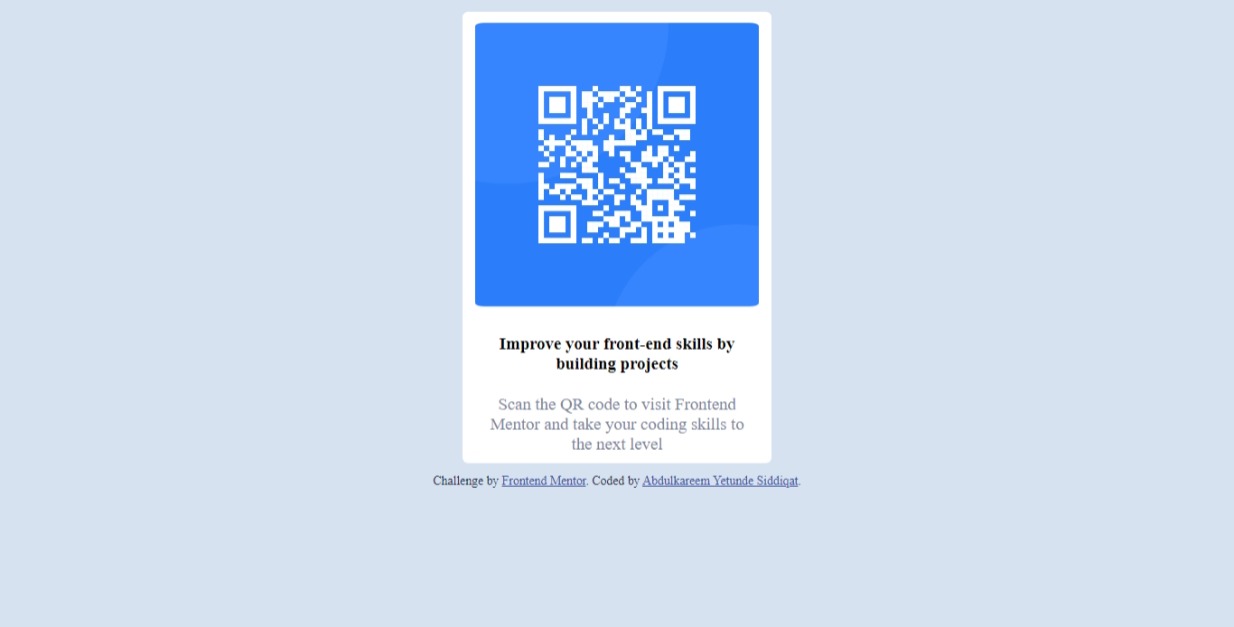 Improve your front-end skills by
building projects
Scan the QR code to visit Frontend
Mentor and take your coding skills to
the next level
Challenge by Frontend Mentor. Coded by Abdulkareem Yetunde Siddiqat.